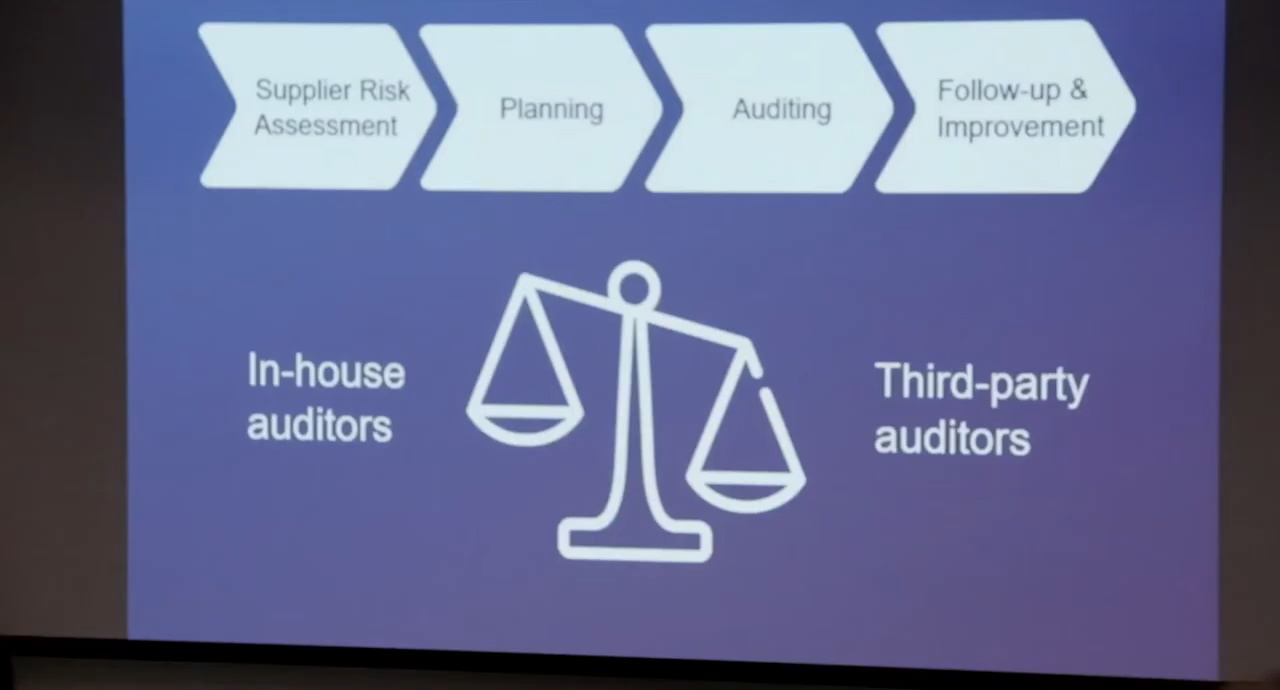 Supplier Risk
Assessment
Planning
Auditing
Follow-up &
Improvement
In-house
auditors
Third-party
auditors